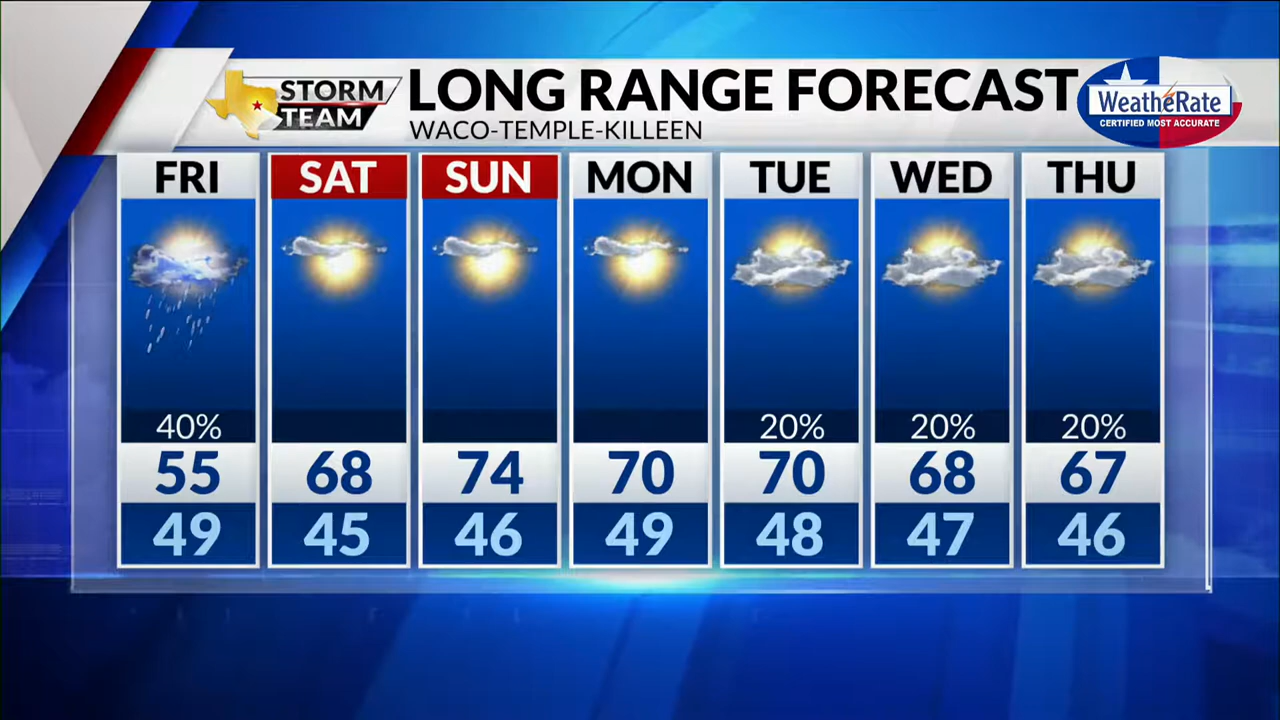 STORM
TEAM
LONG RANGE FORECAST
WACO-TEMPLE-KILLEEN
WeatheRate
CERTIFIED MOST ACCURATE
FRI SAT SUN MON TUE WED THU
40% 20% 20% 20%
55 68 74 70 70 68 67
49 45 46 49 48 47 46